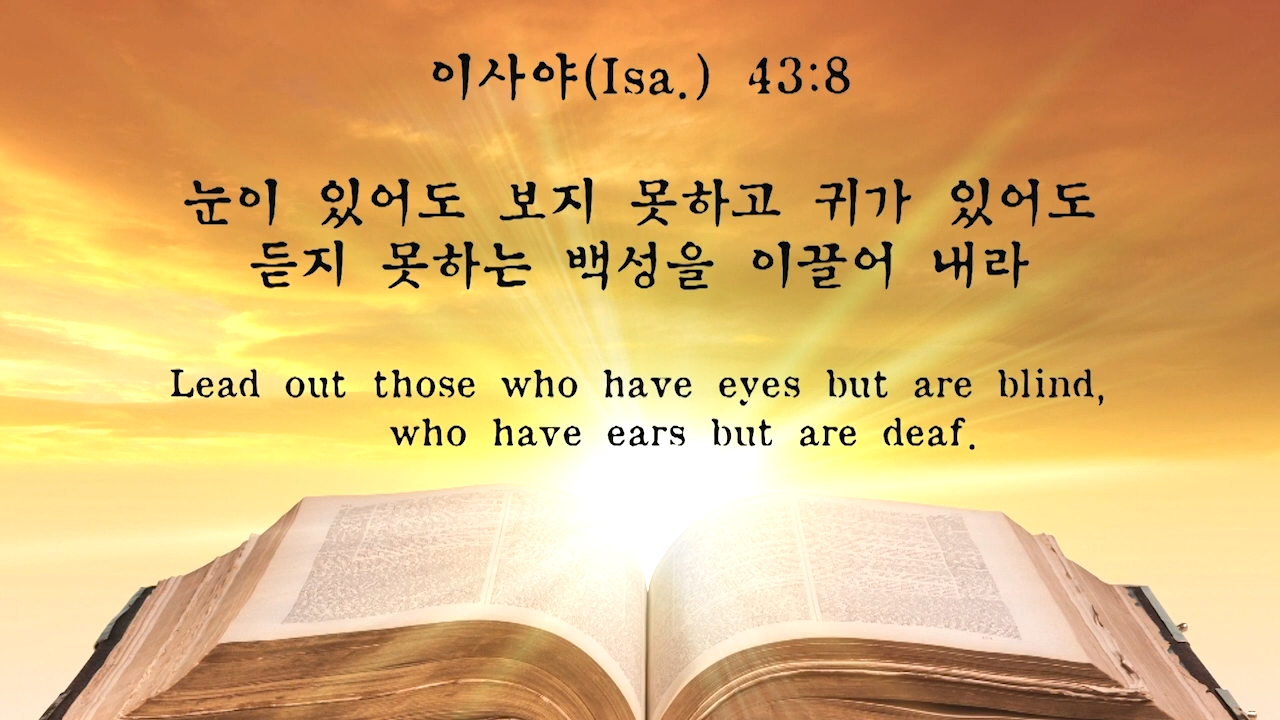 이사야(Isa.) 43:8
눈이 있어도 보지 못하고 귀가 있어도
듣지 못하는 백성을 이끌어 내라
Lead out those who have eyes but are blind,
who have ears but are deaf.